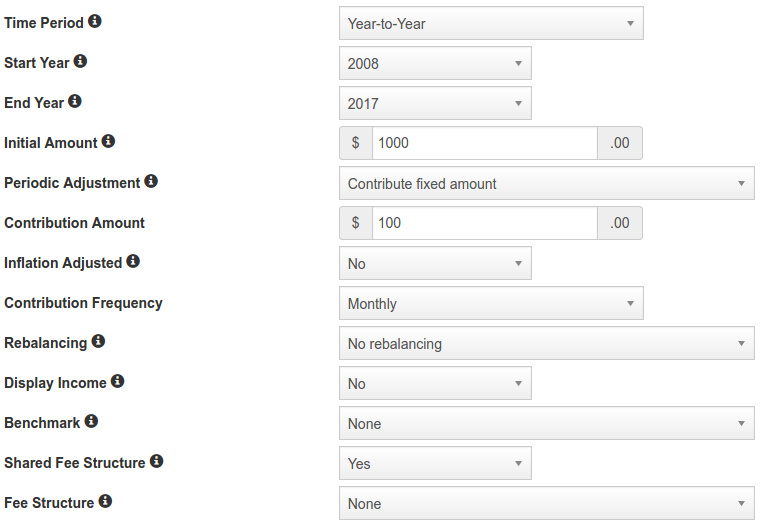 Time Period Year-to-Year
Start Year 2008
End Year 2017
Initial Amount $ 1000 .00
Periodic Adjustment Contribute fixed amount
Contribution Amount $ 100 .00
Inflation Adjusted No
Contribution Frequency Monthly
Rebalancing No rebalancing
Display Income No
Benchmark None
Shared Fee Structure Yes
Fee Structure None